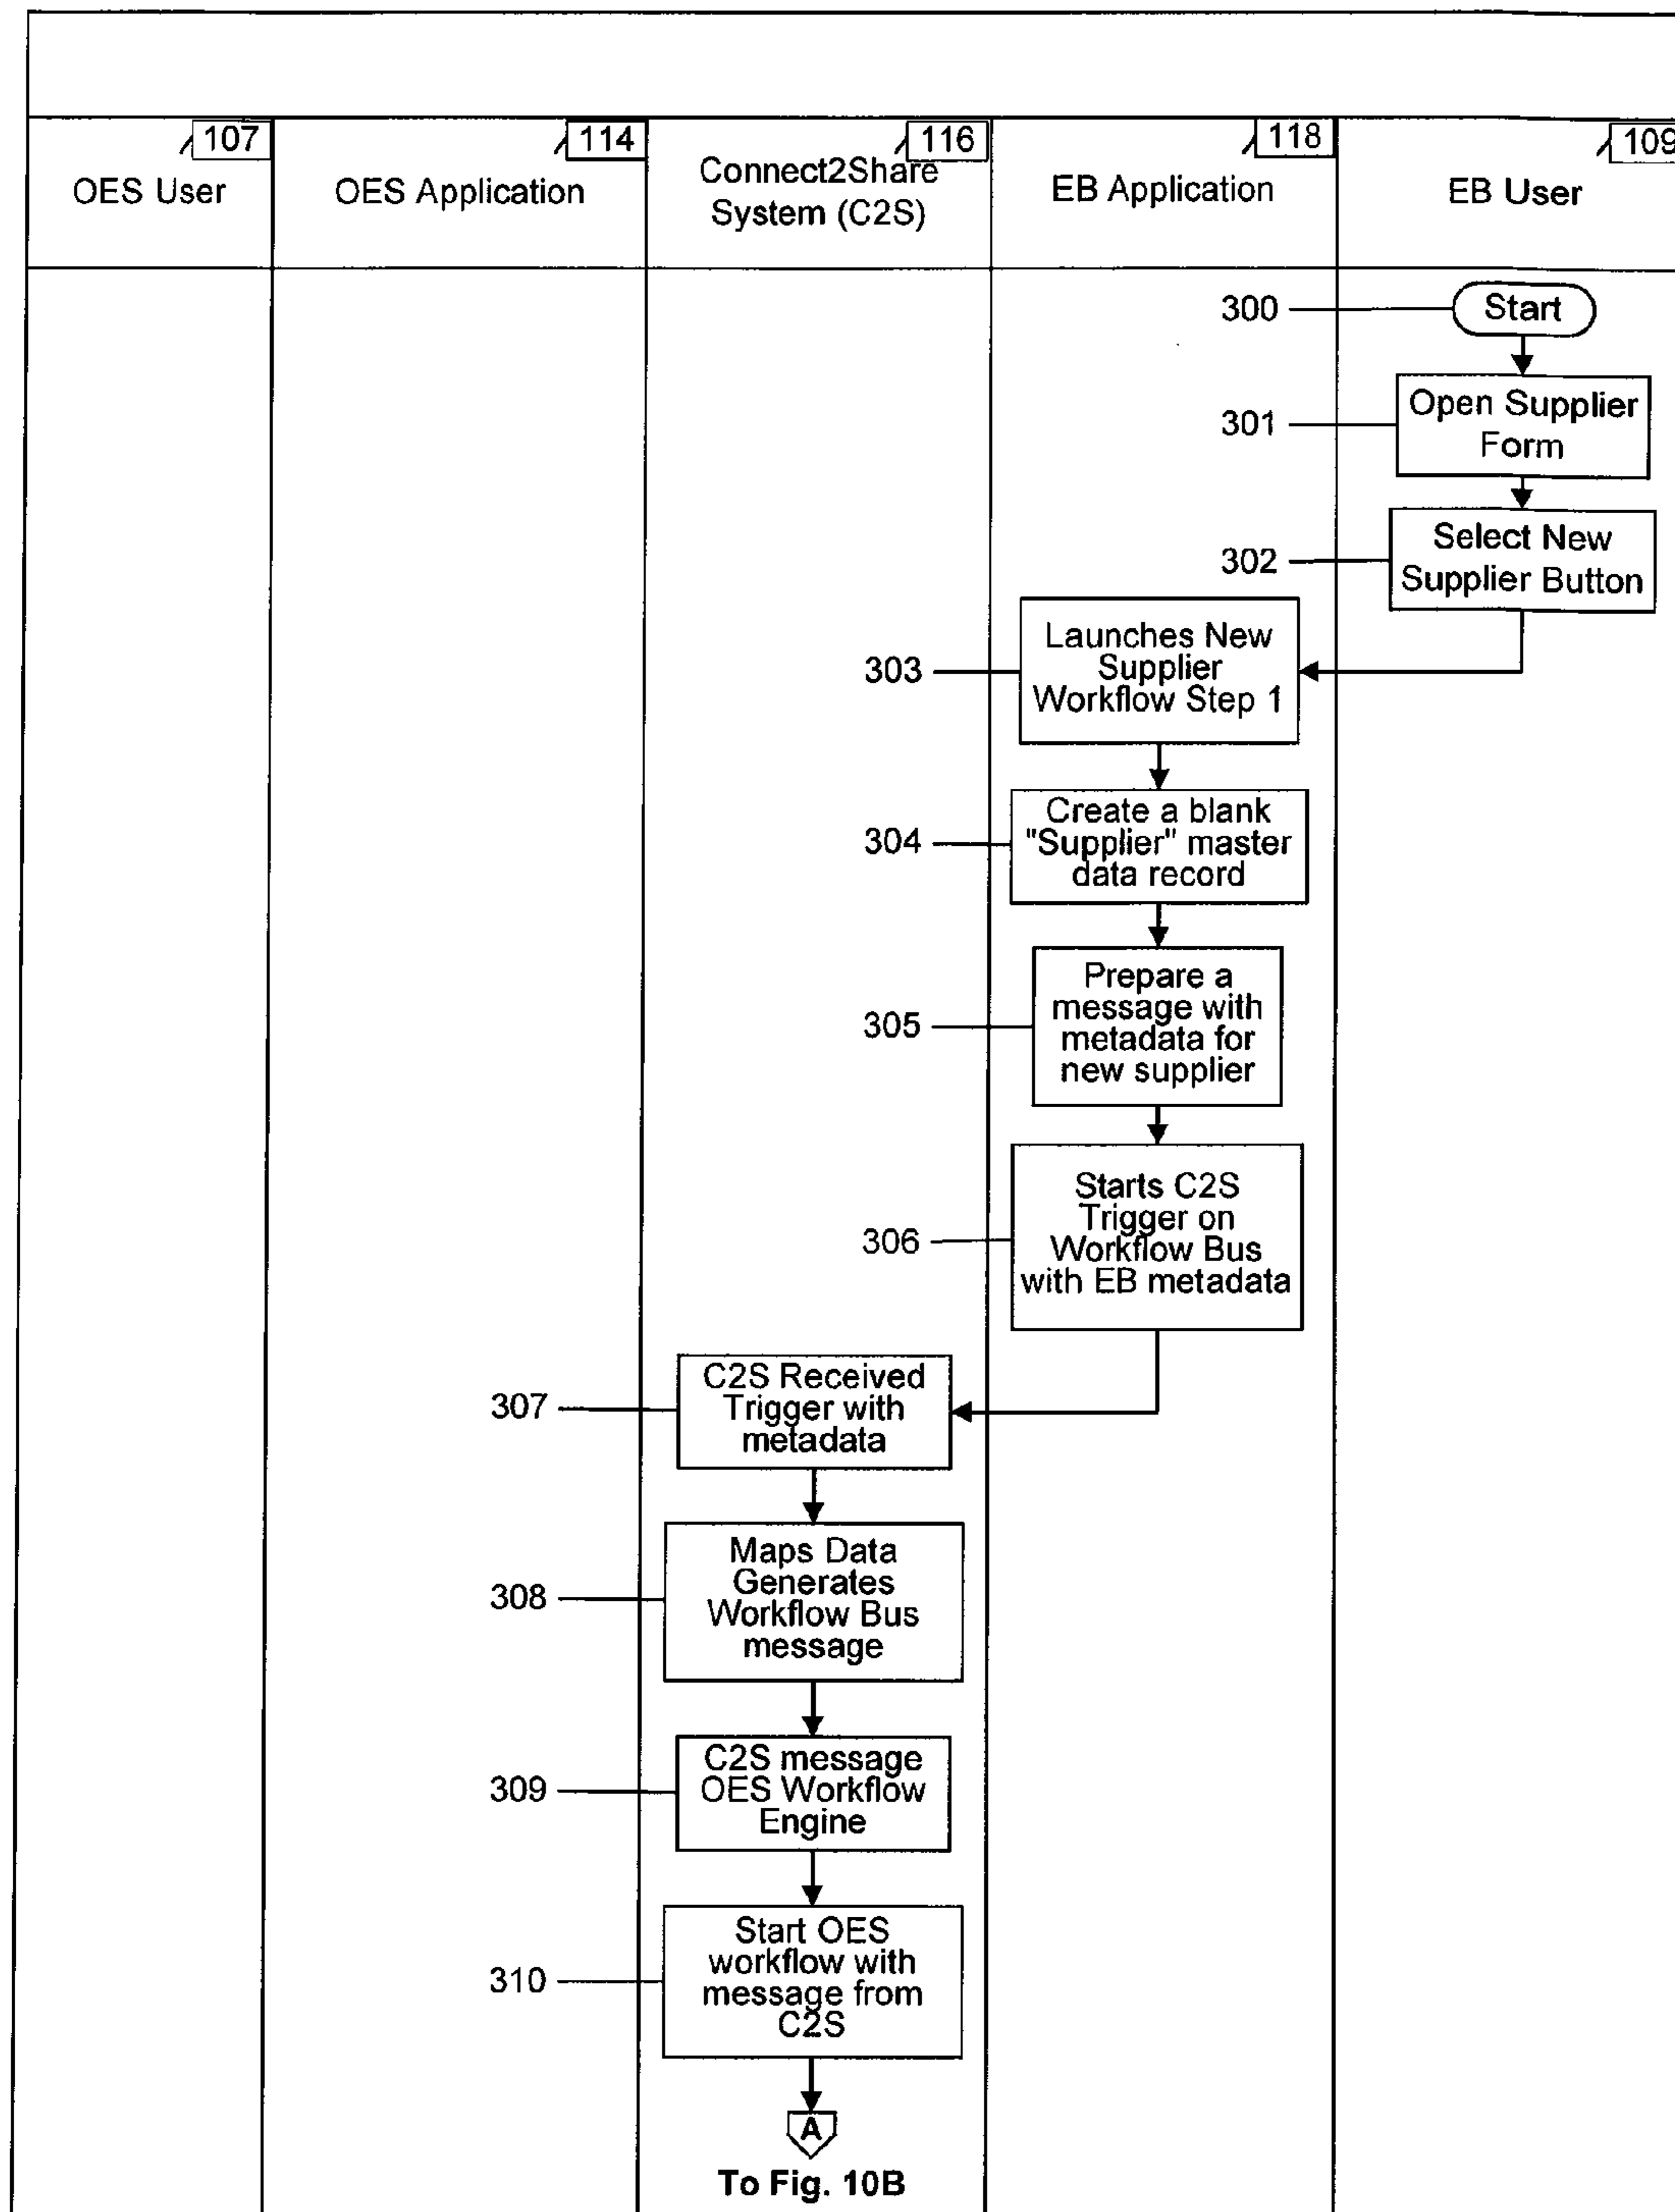 107
114
116
118
109
OES User
OES Application
Connect2Share
System (C2S)
EB Application
EB User
300
Start
301
Open Supplier
Form
302
Select New
Supplier Button
303
Launches New
Supplier
Workflow Step 1
304
Create a blank
"Supplier" master
data record
305
Prepare a
message with
metadata for
new supplier
306
Starts C2S
Trigger on
Workflow Bus
with EB metadata
307
C2S Received
Trigger with
metadata
308
Maps Data
Generates
Workflow Bus
message
309
C2S message
OES Workflow
Engine
310
Start OES
workflow with
message from
C2S
A
To Fig. 10B